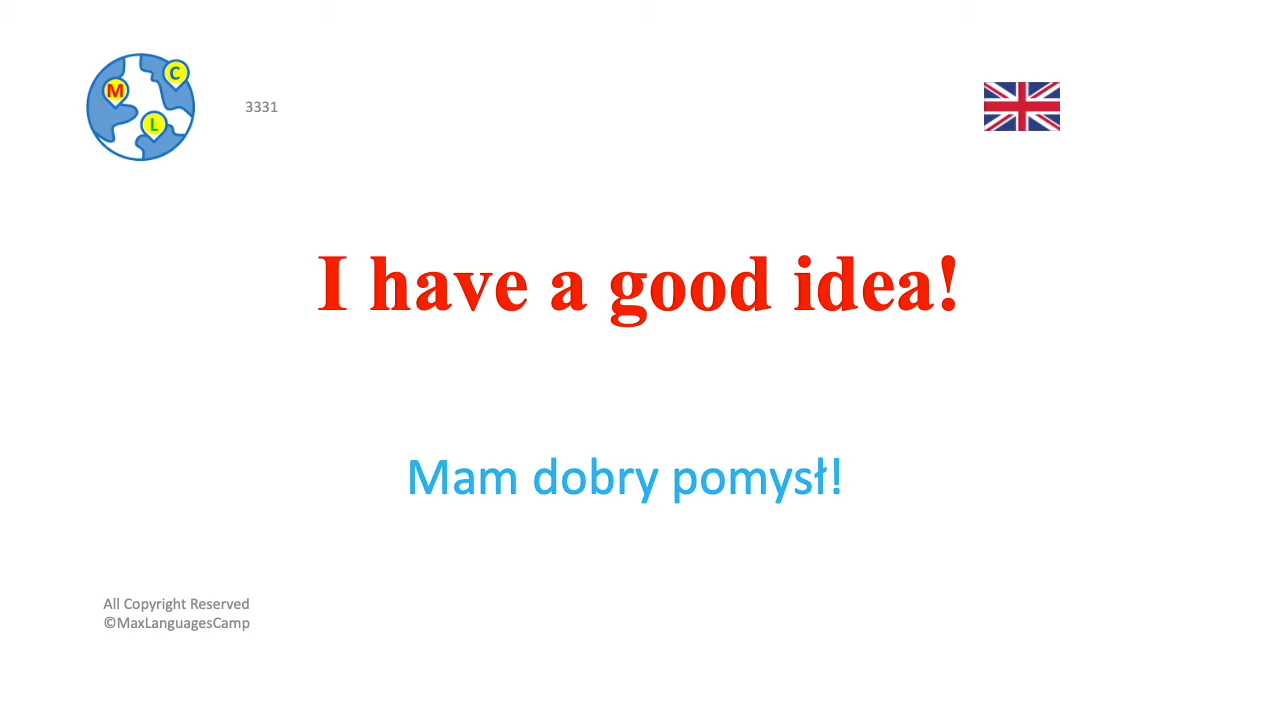 M
C
L
3331
I have a good idea!
Mam dobry pomysł!
All Copyright Reserved
©MaxLanguagesCamp